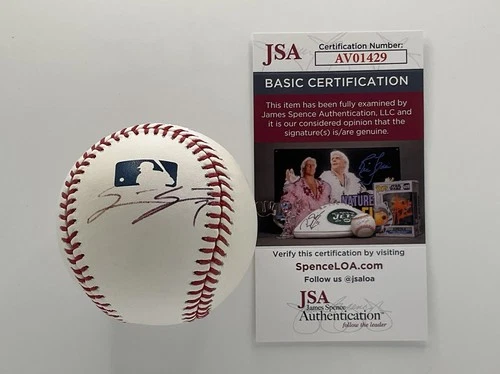 JSA
Certification Number:
AV01429
BASIC CERTIFICATION
This item has been fully examined by
James Spence Authentication, LLC and
it is our considered opinion that the
signature(s) is/are genuine.
NATURE
JETS
Verify this certification by visiting
SpenceLOA.com
Follow us @jsaloa
JSA
James Spence
Authentication
follow the leader